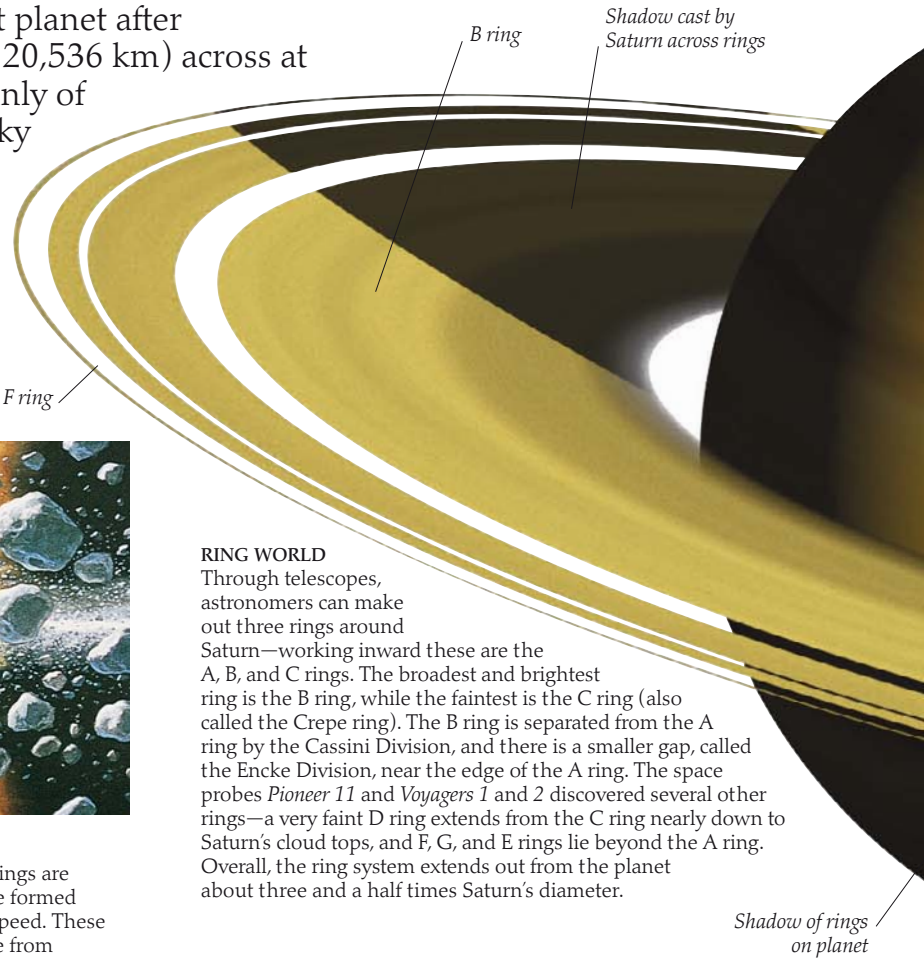 t planet after
20,536 km) across at
nly of
ky
B ring
Shadow cast by
Saturn across rings
F ring
RING WORLD
Through telescopes,
astronomers can make
out three rings around
Saturn—working inward these are the
A, B, and C rings. The broadest and brightest
ring is the B ring, while the faintest is the C ring (also
called the Crepe ring). The B ring is separated from the A
ring by the Cassini Division, and there is a smaller gap, called
the Encke Division, near the edge of the A ring. The space
probes Pioneer 11 and Voyagers 1 and 2 discovered several other
rings—a very faint D ring extends from the C ring nearly down to
Saturn's cloud tops, and F, G, and E rings lie beyond the A ring.
Overall, the ring system extends out from the planet
about three and a half times Saturn's diameter.
ings are
e formed
peed. These
e from
Shadow of rings
on planet